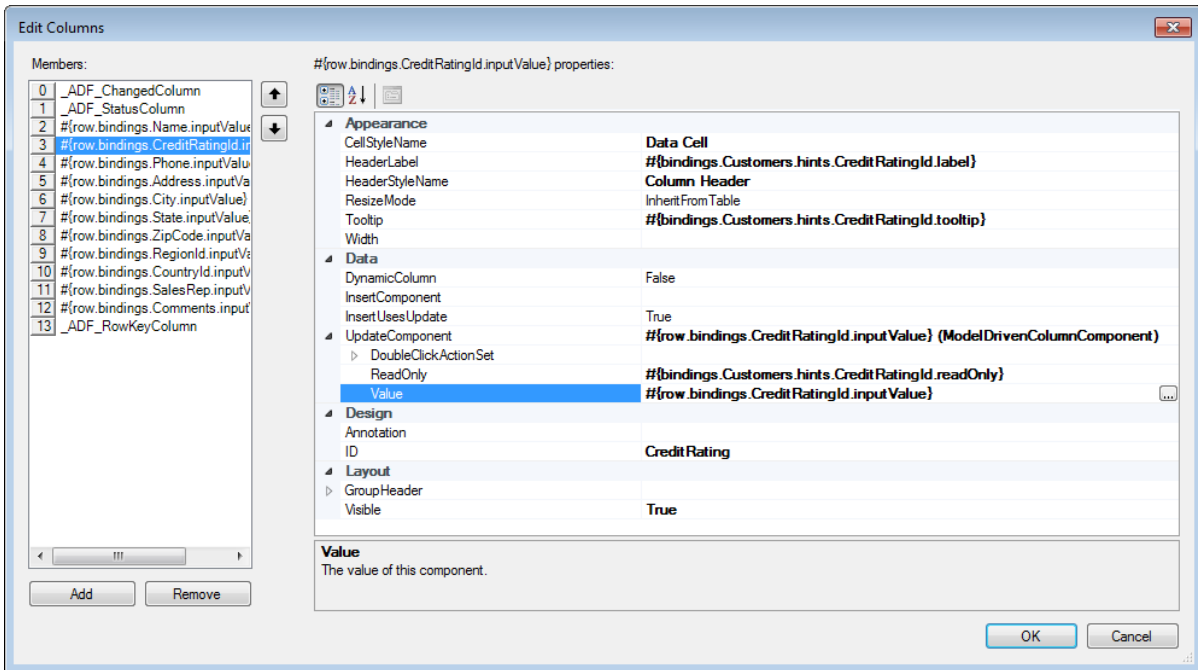 Edit Columns
Members:
0 _ADF_ChangedColumn
1 _ADF_StatusColumn
2 #{row.bindings.Name.inputValue
3 #{row.bindings.CreditRatingId.in
4 #{row.bindings.Phone.inputValu
5 #{row.bindings.Address.inputVa
6 #{row.bindings.City.inputValue}
7 #{row.bindings.State.inputValue
8 #{row.bindings.ZipCode.inputVa
9 #{row.bindings.RegionId.inputVa
10 #{row.bindings.CountryId.inputV
11 #{row.bindings.SalesRep.inputV
12 #{row.bindings.Comments.input
13 _ADF_RowKeyColumn
Add Remove
#{row.bindings.CreditRatingId.inputValue} properties:
Appearance
CellStyleName Data Cell
HeaderLabel #{bindings.Customers.hints.CreditRatingId.label}
HeaderStyleName Column Header
ResizeMode InheritFromTable
Tooltip #{bindings.Customers.hints.CreditRatingId.tooltip}
Width
Data
DynamicColumn False
InsertComponent
InsertUsesUpdate True
UpdateComponent #{row.bindings.CreditRatingId.inputValue} (ModelDrivenColumnComponent)
DoubleClickActionSet
ReadOnly #{bindings.Customers.hints.CreditRatingId.readOnly}
Value #{row.bindings.CreditRatingId.inputValue} ...
Design
Annotation
ID CreditRating
Layout
GroupHeader
Visible True
Value
The value of this component.
OK Cancel